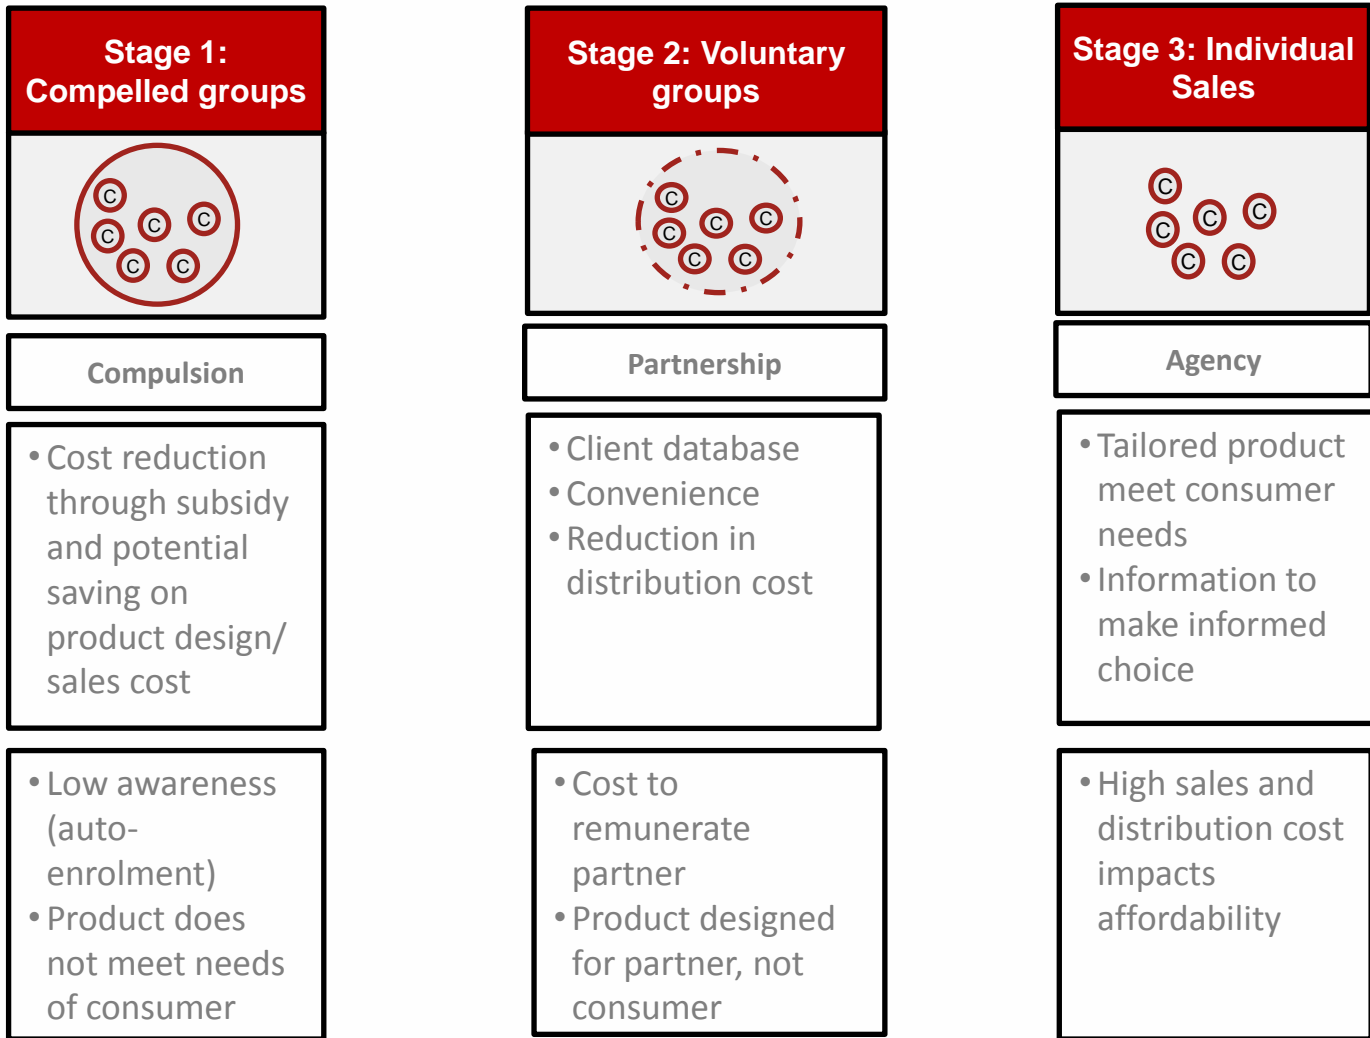 Stage 1:
Compelled groups
C
C
C
C
C
C
C
Compulsion
• Cost reduction
through subsidy
and potential
saving on
product design/
sales cost
• Low awareness
(auto-
enrolment)
• Product does
not meet needs
of consumer
Stage 2: Voluntary
groups
C
C
C
C
C
C
Partnership
• Client database
• Convenience
• Reduction in
distribution cost
• Cost to
remunerate
partner
• Product designed
for partner, not
consumer
Stage 3: Individual
Sales
C
C
C
C
C
C
Agency
• Tailored product
meet consumer
needs
• Information to
make informed
choice
• High sales and
distribution cost
impacts
affordability